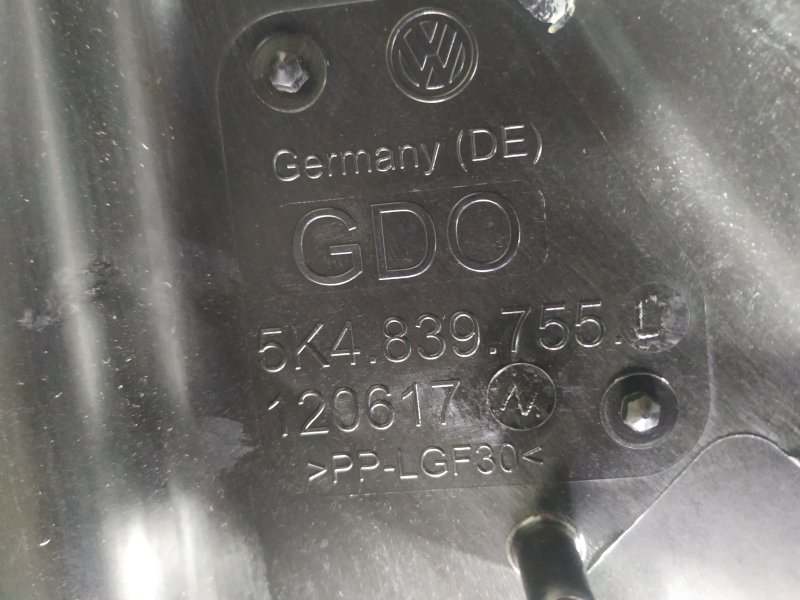 Germany (DE)
GDO
5K4.839.755.L
120617
>PP-LGF30<